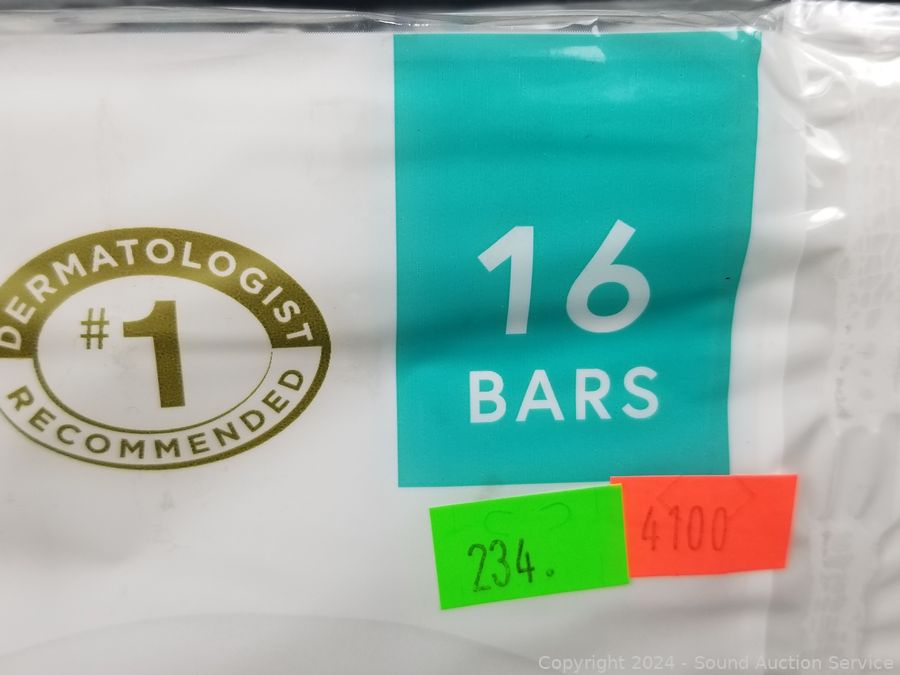 DERMATOLOGIST
#1
RECOMMENDED
16
BARS
234.
4100
Copyright 2024 - Sound Auction Service